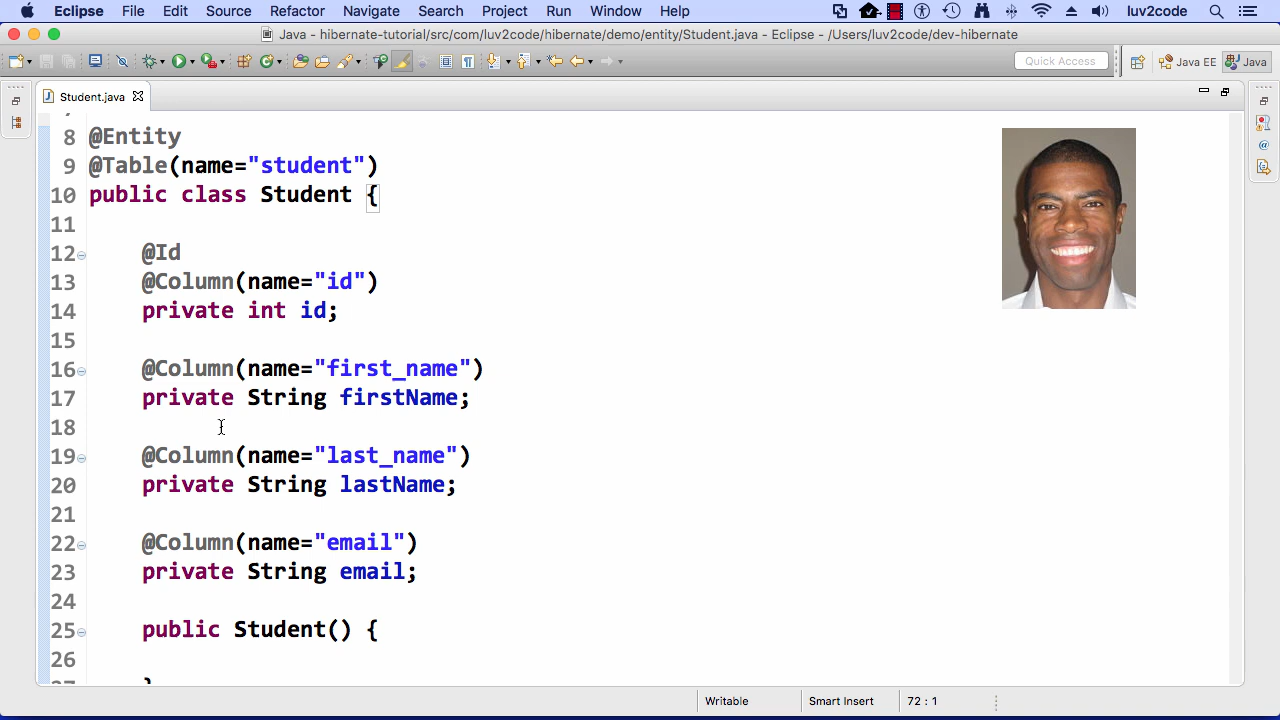 Eclipse File Edit Source Refactor Navigate Search Project Run Window Help luv2code
Java - hibernate-tutorial/src/com/luv2code/hibernate/demo/entity/Student.java - Eclipse - /Users/luv2code/dev-hibernate
Quick Access Java EE Java
Student.java
8 @Entity
9 @Table(name="student")
10 public class Student {
11
12 @Id
13 @Column(name="id")
14 private int id;
15
16 @Column(name="first_name")
17 private String firstName;
18
19 @Column(name="last_name")
20 private String lastName;
21
22 @Column(name="email")
23 private String email;
24
25 public Student() {
26
Writable Smart Insert 72 : 1